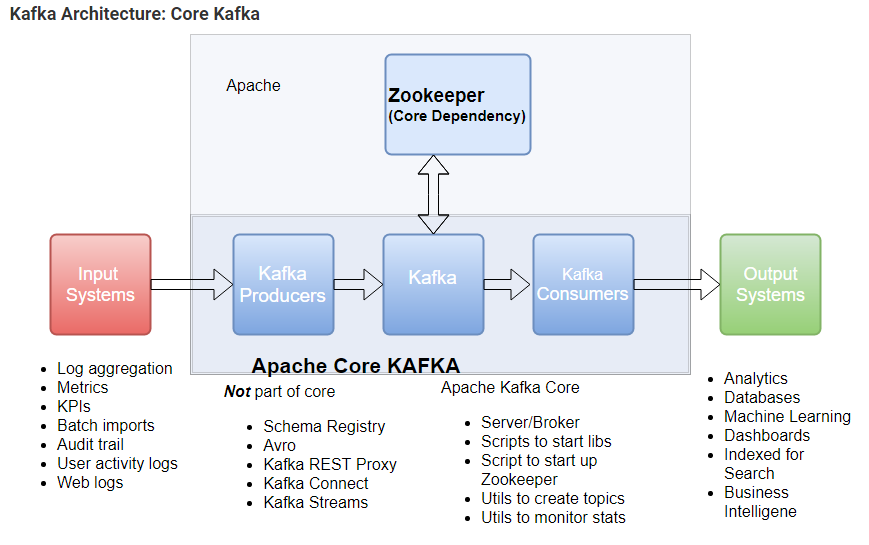 Kafka Architecture: Core Kafka
Apache
Zookeeper
(Core Dependency)
Input
Systems
Kafka
Producers
Kafka
Kafka
Consumers
Output
Systems
Apache Core KAFKA
• Log aggregation
• Metrics
• KPIs
• Batch imports
• Audit trail
• User activity logs
• Web logs
Not part of core
• Schema Registry
• Avro
• Kafka REST Proxy
• Kafka Connect
• Kafka Streams
Apache Kafka Core
• Server/Broker
• Scripts to start libs
• Script to start up
Zookeeper
• Utils to create topics
• Utils to monitor stats
• Analytics
• Databases
• Machine Learning
• Dashboards
• Indexed for
Search
• Business
Intelligene